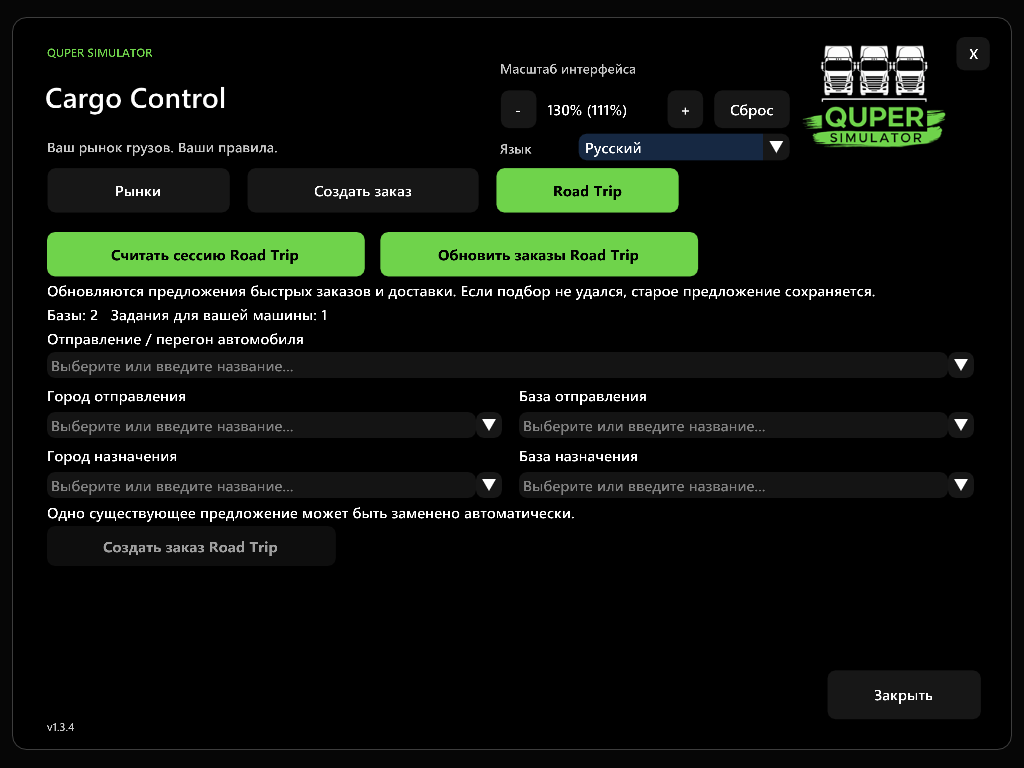 QUPER SIMULATOR
X
Cargo Control
Масштаб интерфейса
- 130% (111%) + Сброс
QUPER
SIMULATOR
Ваш рынок грузов. Ваши правила.
Язык Русский
Рынки Создать заказ Road Trip
Считать сессию Road Trip Обновить заказы Road Trip
Обновляются предложения быстрых заказов и доставки. Если подбор не удался, старое предложение сохраняется.
Базы: 2 Задания для вашей машины: 1
Отправление / перегон автомобиля
Выберите или введите название...
Город отправления База отправления
Выберите или введите название... Выберите или введите название...
Город назначения База назначения
Выберите или введите название... Выберите или введите название...
Одно существующее предложение может быть заменено автоматически.
Создать заказ Road Trip
Закрыть
v1.3.4